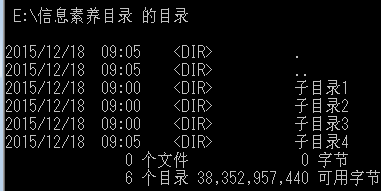 E:\信息素养目录 的目录
2015/12/18 09:05 <DIR> .
2015/12/18 09:05 <DIR> ..
2015/12/18 09:00 <DIR> 子目录1
2015/12/18 09:00 <DIR> 子目录2
2015/12/18 09:00 <DIR> 子目录3
2015/12/18 09:05 <DIR> 子目录4
0 个文件 0 字节
6 个目录 38,352,957,440 可用字节